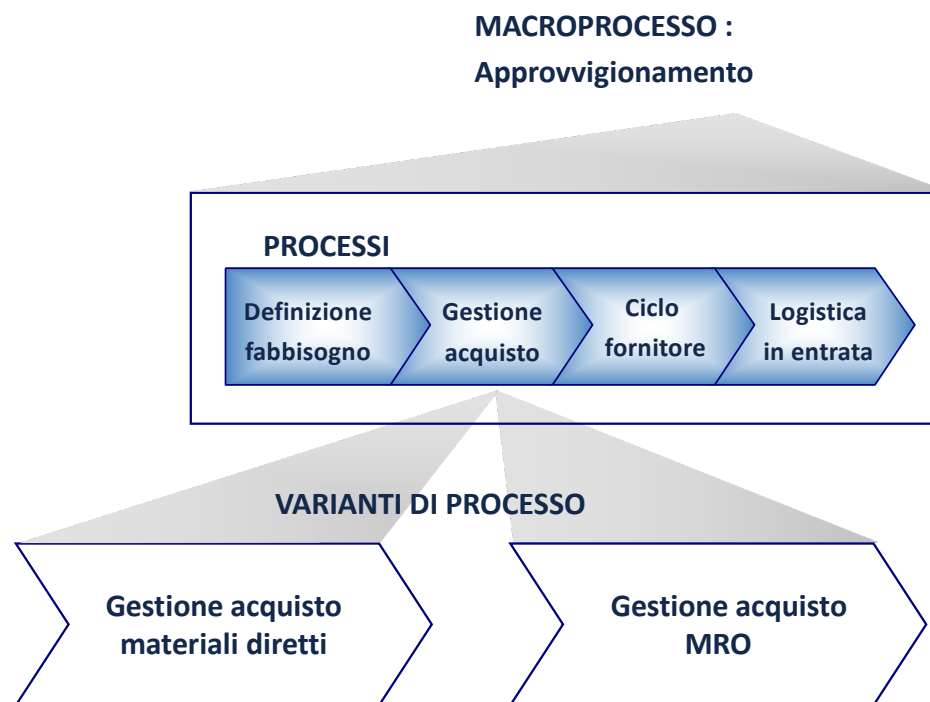 MACROPROCESSO :
Approvvigionamento
PROCESSI
Definizione
fabbisogno
Gestione
acquisto
Ciclo
fornitore
Logistica
in entrata
VARIANTI DI PROCESSO
Gestione acquisto
materiali diretti
Gestione acquisto
MRO